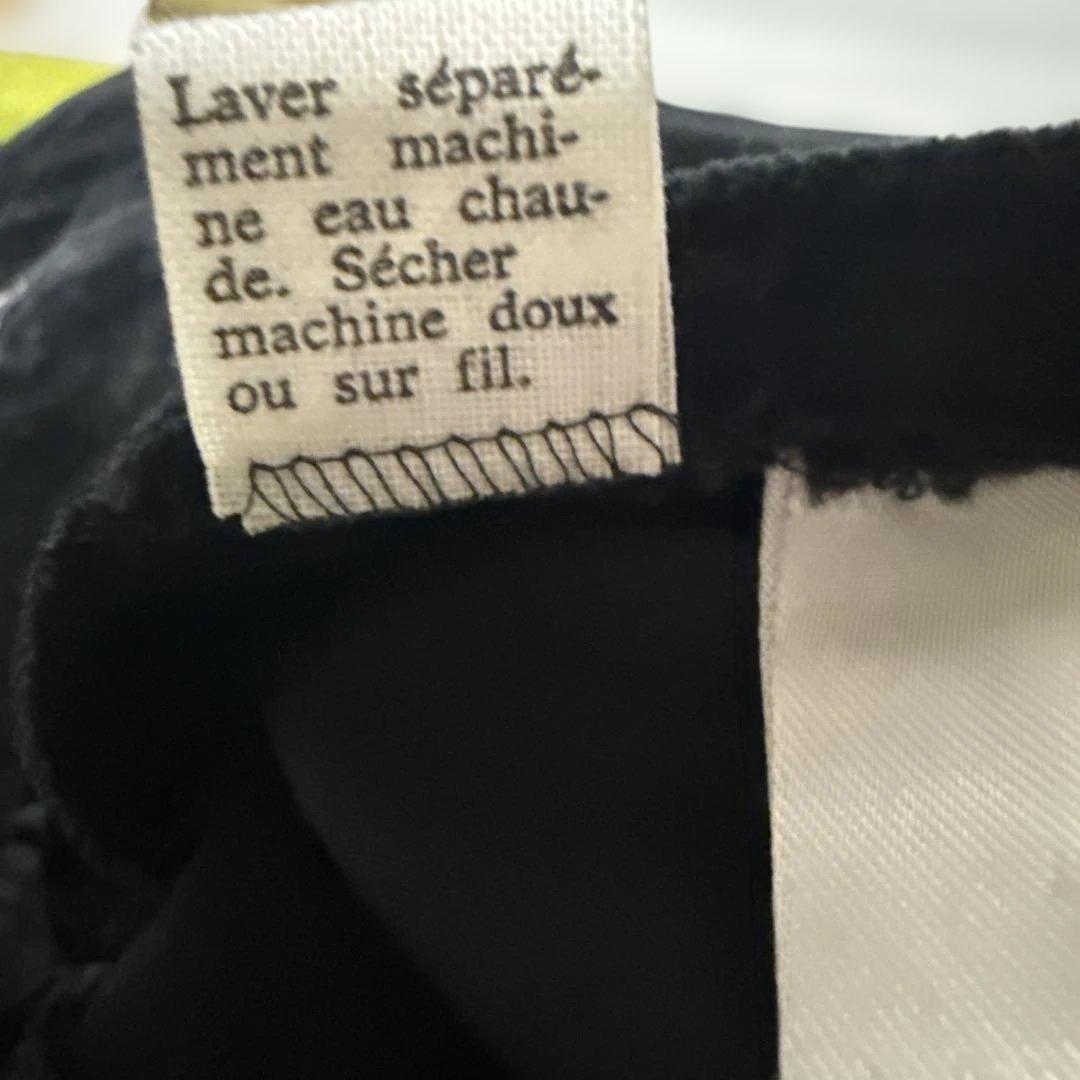 Laver séparé-
ment machi-
ne eau chau-
de. Sécher
machine doux
ou sur fil.